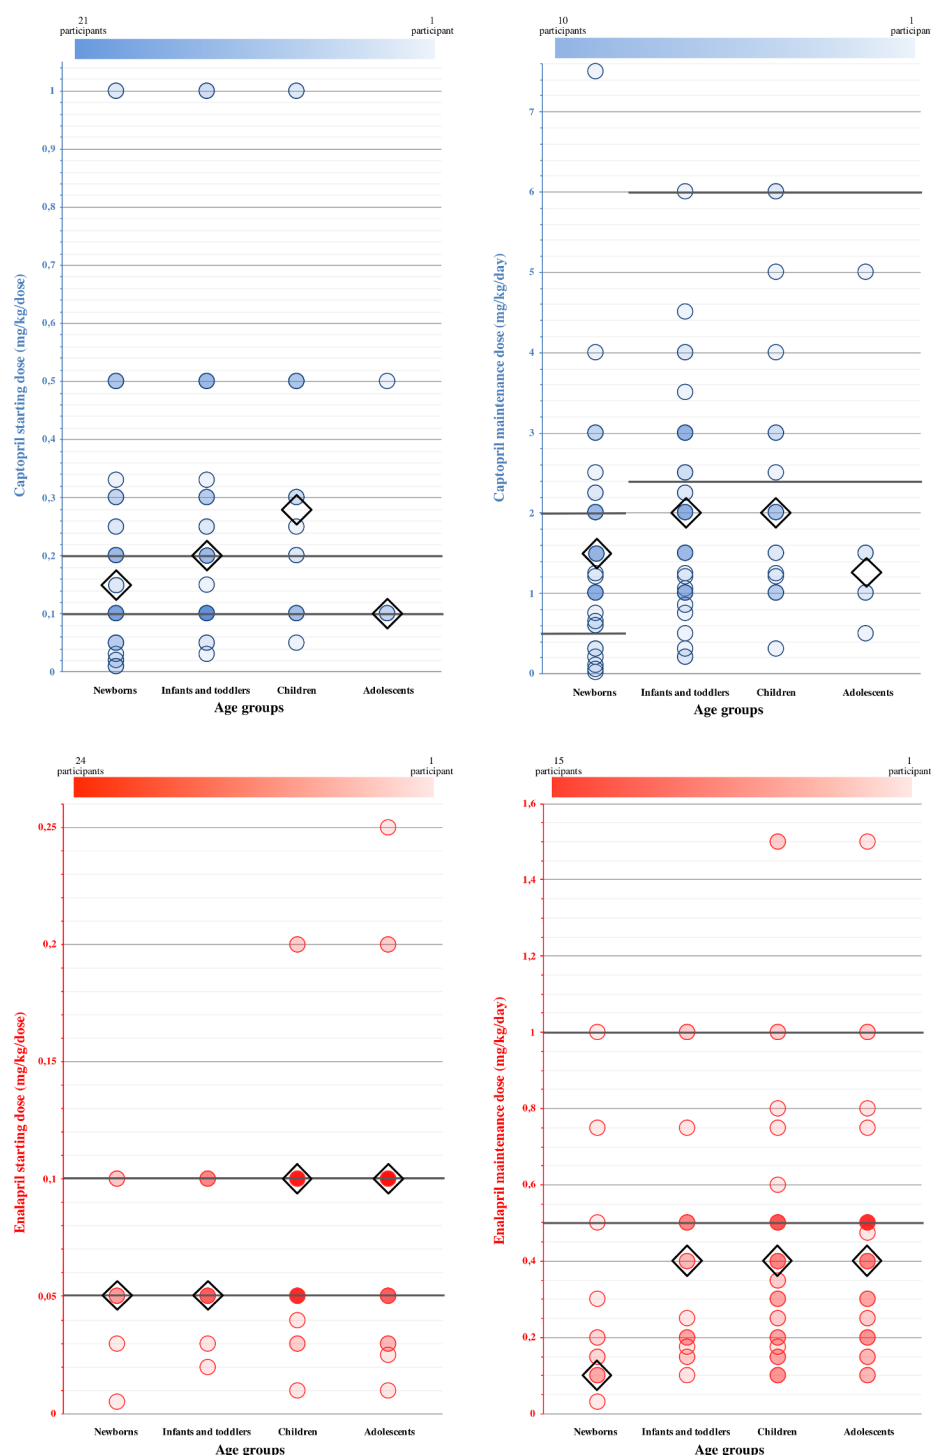 21
participants
1
participant
Captopril starting dose (mg/kg/dose)
1
0,9
0,8
0,7
0,6
0,5
0,4
0,3
0,2
0,1
0
Newborns
Infants and toddlers
Children
Adolescents
Age groups
10
participants
1
participan
Captopril maintenance dose (mg/kg/day)
7
6
5
4
3
2
1
0
Newborns
Infants and toddlers
Children
Adolescents
Age groups
24
participants
1
participant
Enalapril starting dose (mg/kg/dose)
0,25
0,2
0,15
0,1
0,05
0
Newborns
Infants and toddlers
Children
Adolescents
Age groups
15
participants
1
participan
Enalapril maintenance dose (mg/kg/day)
1,6
1,4
1,2
1
0,8
0,6
0,4
0,2
0
Newborns
Infants and toddlers
Children
Adolescents
Age groups